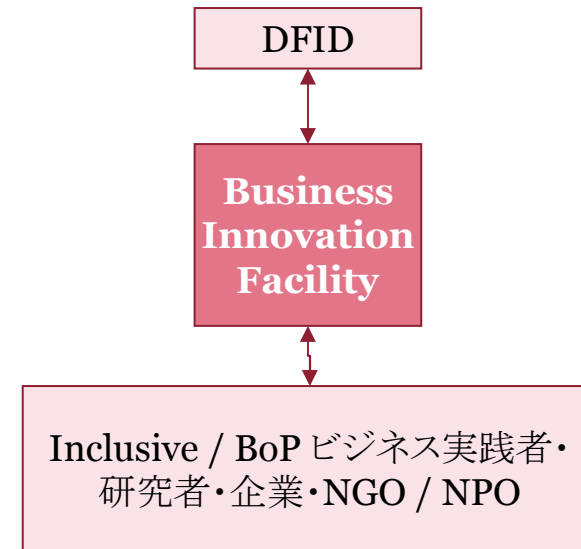 DFID
Business
Innovation
Facility
Inclusive / BoP ビジネス実践者・
研究者・企業・NGO / NPO